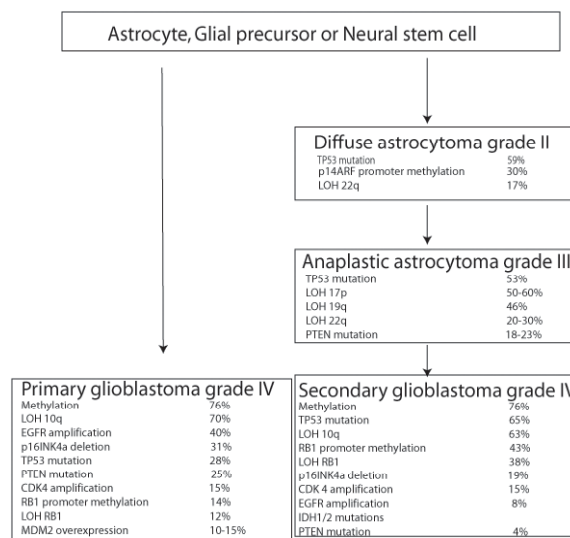 Astrocyte, Glial precursor or Neural stem cell
Diffuse astrocytoma grade II
TP53 mutation 59%
p14ARF promoter methylation 30%
LOH 22q 17%
Anaplastic astrocytoma grade III
TP53 mutation 53%
LOH 17p 50-60%
LOH 19q 46%
LOH 22q 20-30%
PTEN mutation 18-23%
Primary glioblastoma grade IV
Methylation 76%
LOH 10q 70%
EGFR amplification 40%
p16INK4a deletion 31%
TP53 mutation 28%
PTEN mutation 25%
CDK4 amplification 15%
RB1 promoter methylation 14%
LOH RB1 12%
MDM2 overexpression 10-15%
Secondary glioblastoma grade IV
Methylation 76%
TP53 mutation 65%
LOH 10q 63%
RB1 promoter methylation 43%
LOH RB1 38%
p16INK4a deletion 19%
CDK 4 amplification 15%
EGFR amplification 8%
IDH1/2 mutations
PTEN mutation 4%